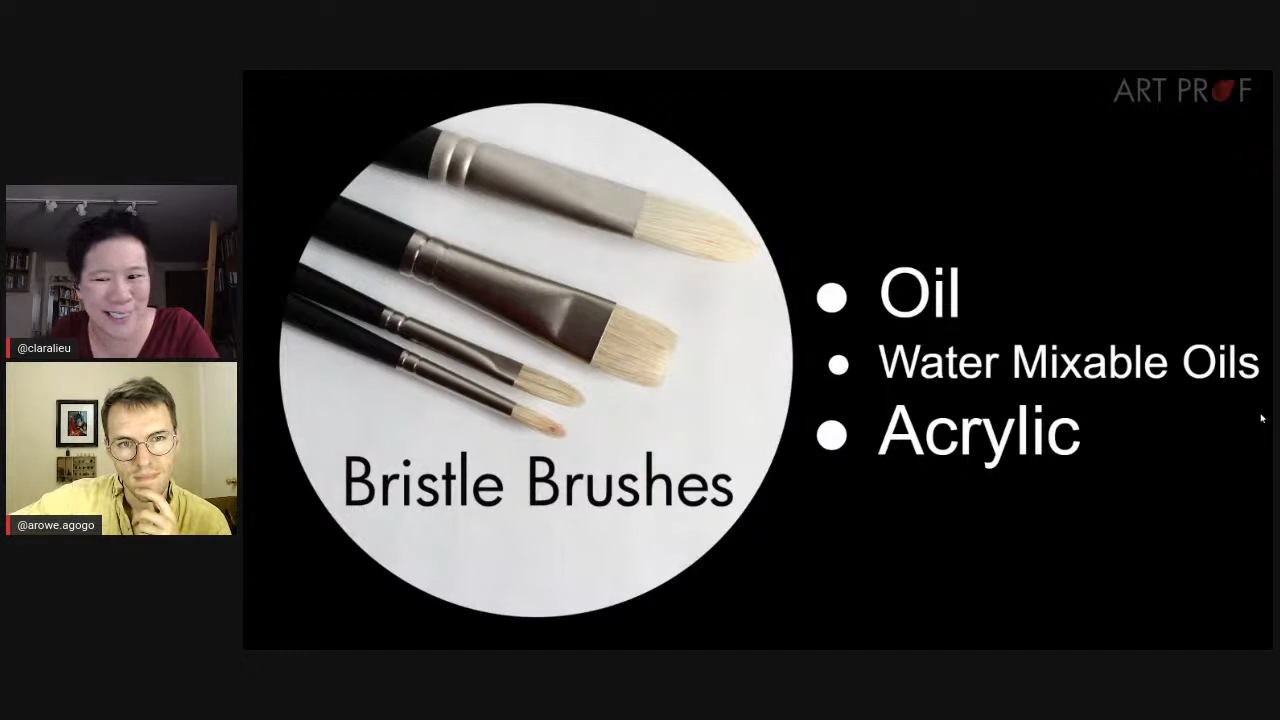 ART PROF
@claralieu
@arowe.agogo
Bristle Brushes
Oil
Water Mixable Oils
Acrylic